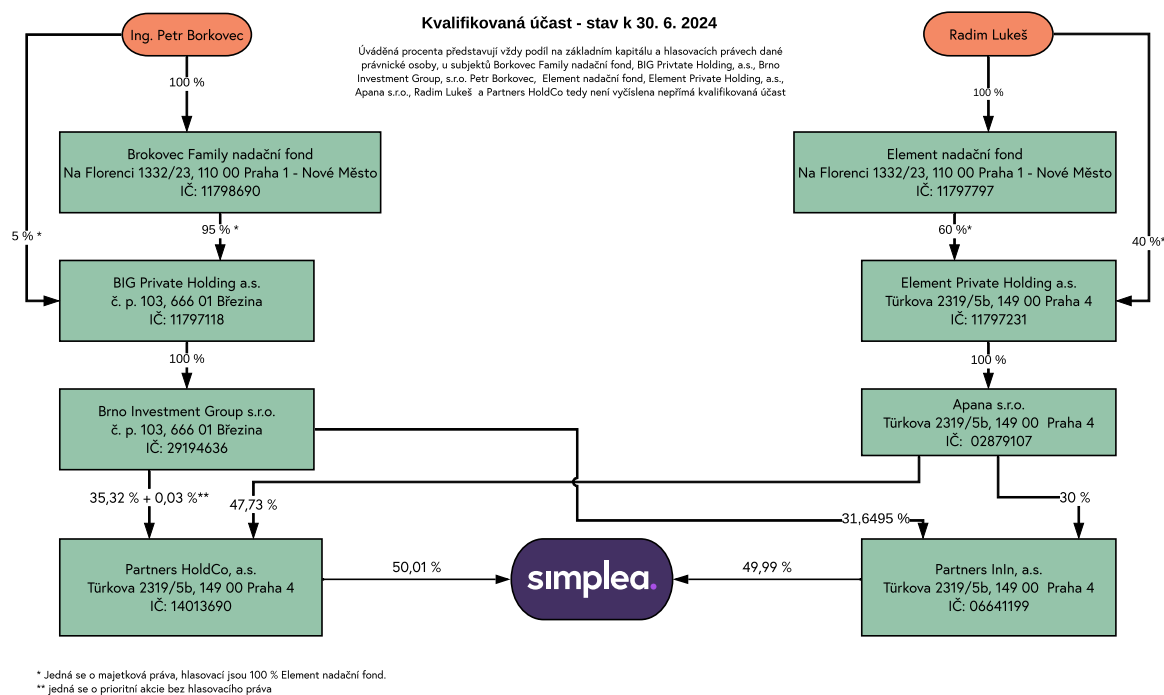 Kvalifikovaná účast - stav k 30. 6. 2024
Úváděná procenta představují vždy podíl na základním kapitálu a hlasovacích právech dané
právnické osoby, u subjektů Borkovec Family nadační fond, BIG Privtate Holding, a.s., Brno
Investment Group, s.r.o. Petr Borkovec, Element nadační fond, Element Private Holding, a.s.,
Apana s.r.o., Radim Lukeš a Partners HoldCo tedy není vyčíslena nepřímá kvalifikovaná účast
Ing. Petr Borkovec
Radim Lukeš
100 %
100 %
Brokovec Family nadační fond
Na Florenci 1332/23, 110 00 Praha 1 - Nové Město
IČ: 11798690
Element nadační fond
Na Florenci 1332/23, 110 00 Praha 1 - Nové Město
IČ: 11797797
5 % *
95 % *
60 %*
40 %*
BIG Private Holding a.s.
č. p. 103, 666 01 Březina
IČ: 11797118
Element Private Holding a.s.
Türkova 2319/5b, 149 00 Praha 4
IČ: 11797231
100 %
100 %
Brno Investment Group s.r.o.
č. p. 103, 666 01 Březina
IČ: 29194636
Apana s.r.o.
Türkova 2319/5b, 149 00 Praha 4
IČ: 02879107
35,32 % + 0,03 %**
47,73 %
31,6495 %
30 %
Partners HoldCo, a.s.
Türkova 2319/5b, 149 00 Praha 4
IČ: 14013690
50,01 %
simplea.
49,99 %
Partners InIn, a.s.
Türkova 2319/5b, 149 00 Praha 4
IČ: 06641199
* Jedná se o majetková práva, hlasovací jsou 100 % Element nadační fond.
** jedná se o prioritní akcie bez hlasovacího práva